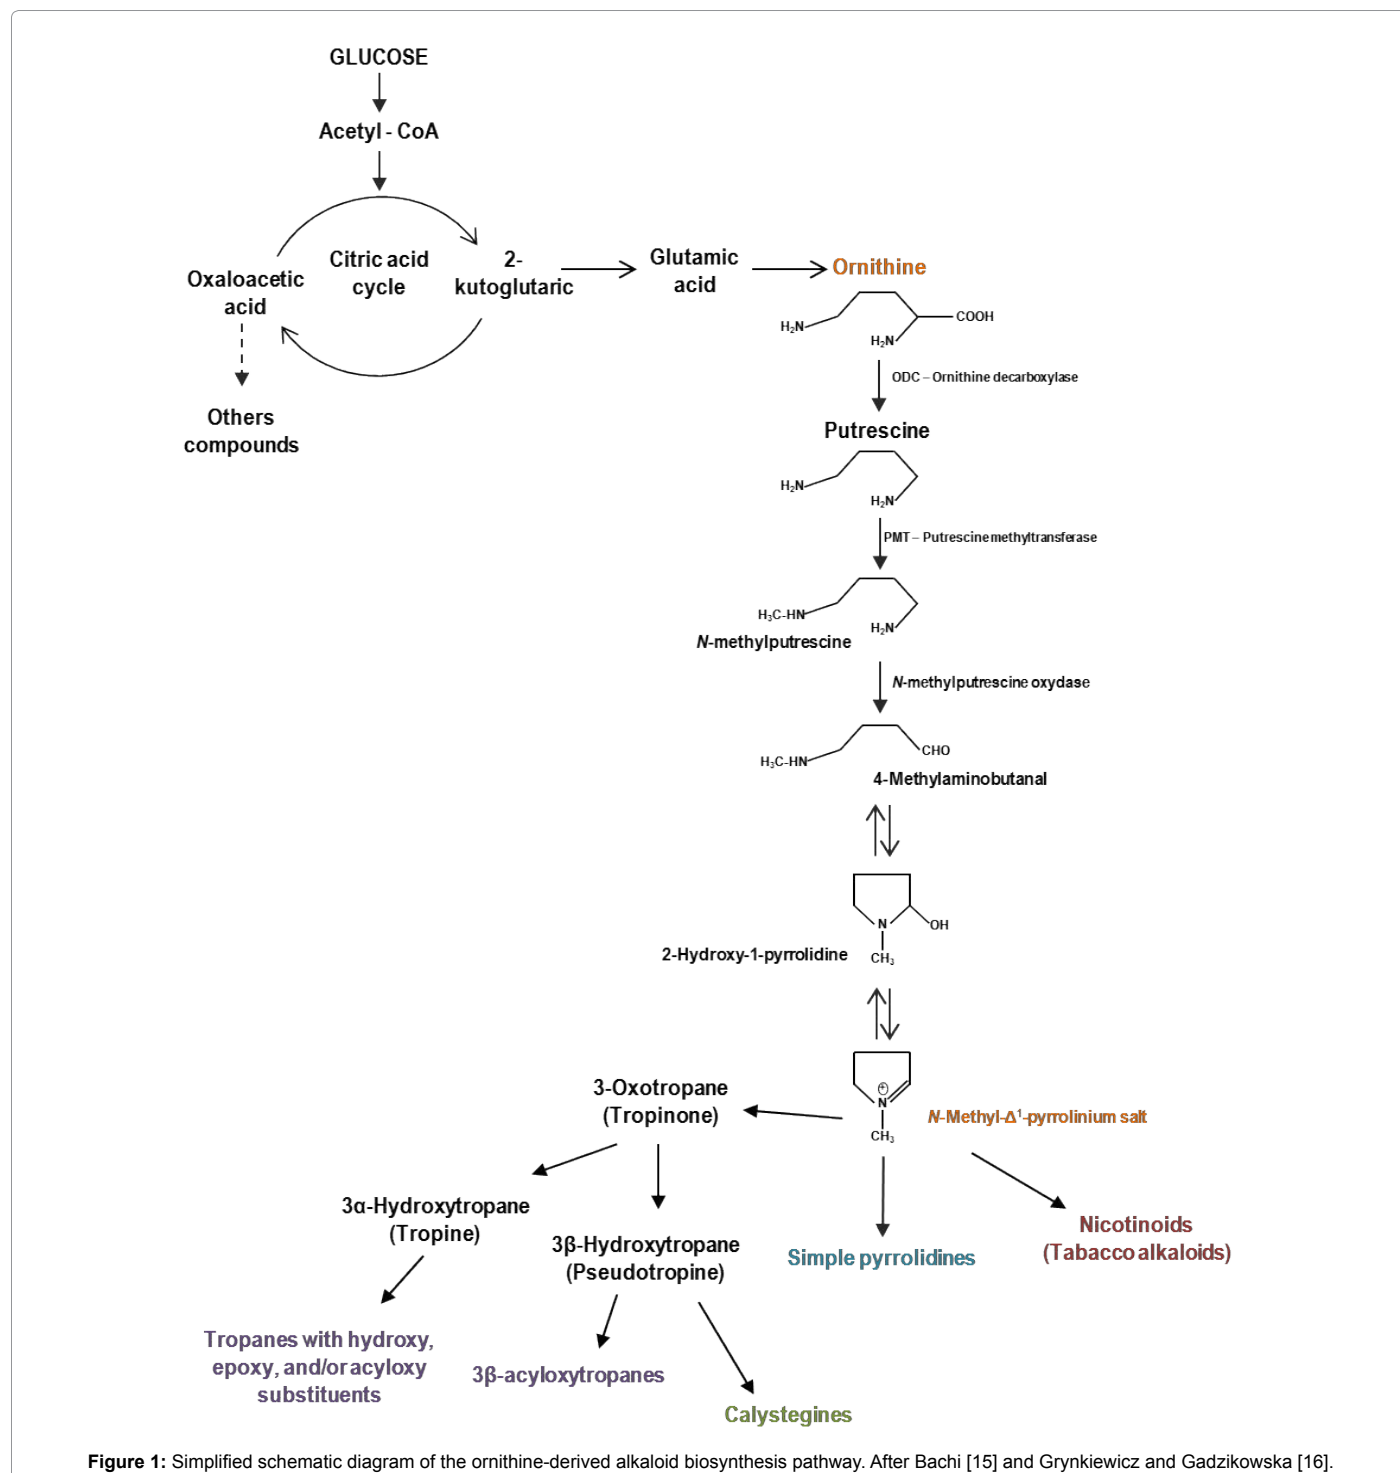 GLUCOSE
Acetyl - CoA
Citric acid
cycle
Oxaloacetic
acid
2-
kutoglutaric
Glutamic
acid
Ornithine
H₂N
H₂N
COOH
Others
compounds
ODC – Ornithine decarboxylase
Putrescine
H₂N
H₂N
PMT – Putrescine methyltransferase
H₃C-HN
H₂N
N-methylputrescine
N-methylputrescine oxydase
H₃C-HN
CHO
4-Methylaminobutanal
N
OH
CH₃
2-Hydroxy-1-pyrrolidine
+
N
CH₃
N-Methyl-Δ¹-pyrrolinium salt
3-Oxotropane
(Tropinone)
3α-Hydroxytropane
(Tropine)
3β-Hydroxytropane
(Pseudotropine)
Simple pyrrolidines
Nicotinoids
(Tabacco alkaloids)
Tropanes with hydroxy,
epoxy, and/or acyloxy
substituents
3β-acyloxytropanes
Calystegines
Figure 1: Simplified schematic diagram of the ornithine-derived alkaloid biosynthesis pathway. After Bachi [15] and Grynkiewicz and Gadzikowska [16].